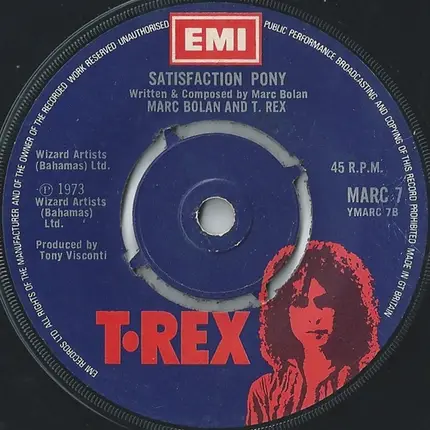 EMI
SATISFACTION PONY
Written & Composed by Marc Bolan
MARC BOLAN AND T. REX
Wizard Artists
(Bahamas) Ltd.
℗ 1973
Wizard Artists
(Bahamas)
Ltd.
Produced by
Tony Visconti
45 R.P.M.
MARC 7
YMARC 7B
T•REX
EMI RECORDS LTD ALL RIGHTS OF THE MANUFACTURER AND OF THE OWNER OF THE RECORDED WORK RESERVED UNAUTHORISED PUBLIC PERFORMANCE BROADCASTING AND COPYING OF THIS RECORD PROHIBITED MADE IN GT BRITAIN